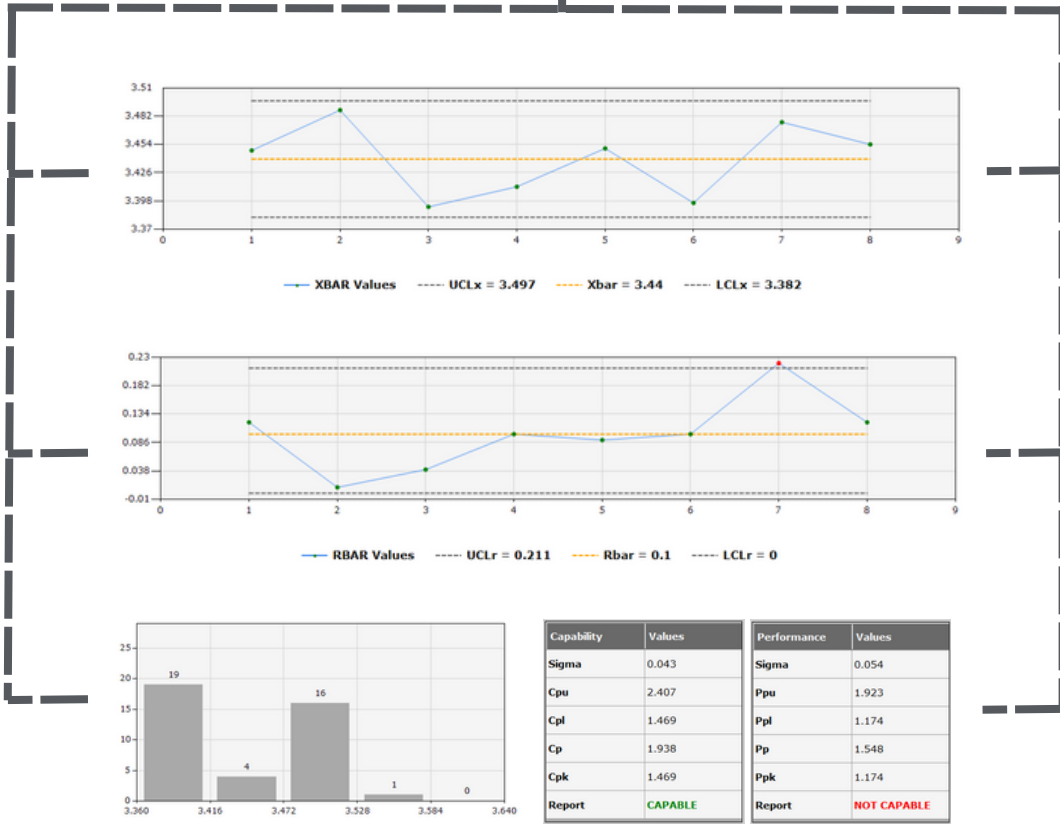 3.51
3.482
3.454
3.426
3.398
3.37
0 1 2 3 4 5 6 7 8 9
XBAR Values UCLx = 3.497 Xbar = 3.44 LCLx = 3.382
0.23
0.182
0.134
0.086
0.038
-0.01
0 1 2 3 4 5 6 7 8 9
RBAR Values UCLr = 0.211 Rbar = 0.1 LCLr = 0
25
20
15
10
5
0
19
4
16
1
0
3.360 3.416 3.472 3.528 3.584 3.640
Capability Values
Sigma 0.043
Cpu 2.407
Cpl 1.469
Cp 1.938
Cpk 1.469
Report CAPABLE
Performance Values
Sigma 0.054
Ppu 1.923
Ppl 1.174
Pp 1.548
Ppk 1.174
Report NOT CAPABLE